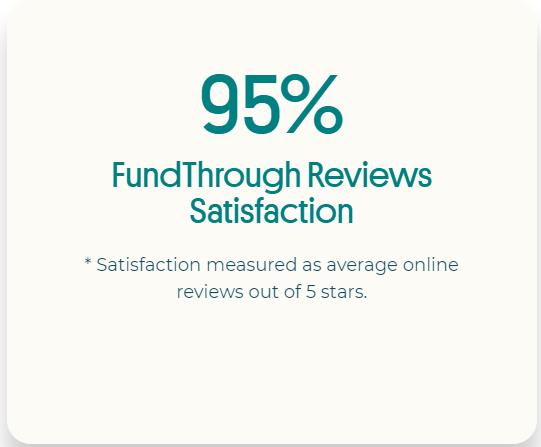 95%
FundThrough Reviews
Satisfaction
* Satisfaction measured as average online
reviews out of 5 stars.